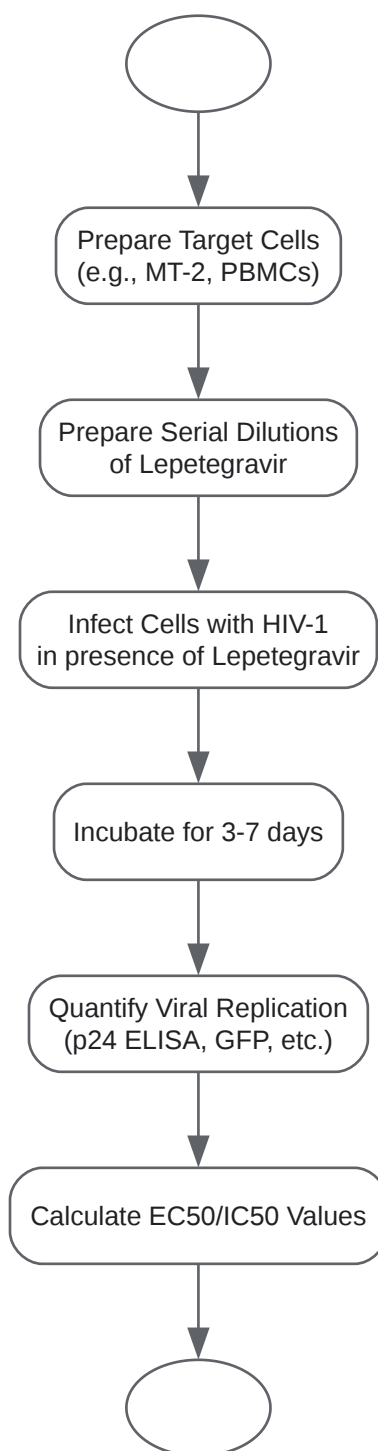 Prepare Target Cells
(e.g., MT-2, PBMCs)
Prepare Serial Dilutions
of Lepetegravir
Infect Cells with HIV-1
in presence of Lepetegravir
Incubate for 3-7 days
Quantify Viral Replication
(p24 ELISA, GFP, etc.)
Calculate EC50/IC50 Values